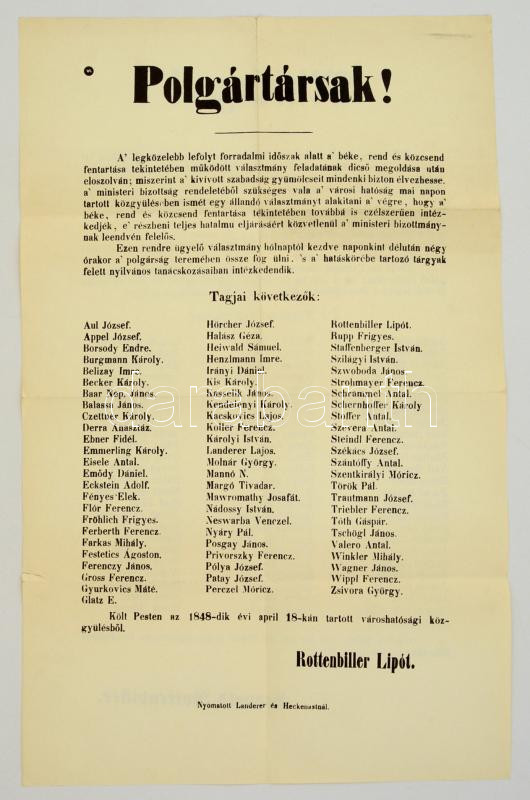 Polgártársak!
A' legközelebb lefolyt forradalmi időszak alatt a' béke, rend és közcsend
fentartása tekintetében működött választmány feladatának dicső megoldása után
eloszolván; miszerint a' kivívott szabadság gyümölcseit mindenki bizton élvezhesse.
a' ministeri bizottság rendeletéből szükséges vala a' városi hatóság mai napon
tartott közgyülésében ismét egy állandó választmányt alakitani a' végre, hogy a'
béke, rend és közcsend fentartása tekintetében továbbá is czélszerűen intéz-
kedjék, e' részbeni teljes hatalmu eljárásáért közvetlenül a' ministeri bizottmány-
nak leendvén felelős.
Ezen rendre ügyelő választmány hólnaptól kezdve naponkint délután négy
órakor a' polgárság teremében össze fog ülni. 's a' hatáskörébe tartozó tárgyak
felett nyilvános tanácskozásaiban intézkedendik.
Tagjai következők:
Aul József.
Appel József.
Borsody Endre.
Burgmann Károly.
Belizay Imre.
Becker Károly.
Baar Nep. János.
Balassa János.
Czettner Károly.
Derra Anasztáz.
Ebner Fidél.
Emmerling Károly.
Eisele Antal.
Emődy Dániel.
Eckstein Adolf.
Fényes Elek.
Flór Ferencz.
Fröhlich Frigyes.
Ferberth Ferencz.
Farkas Mihály.
Festetics Ágoston.
Ferenczy János.
Gross Ferencz.
Gyurkovics Máté.
Glatz E.
Hörcher József.
Halász Géza.
Heiwald Sámuel.
Henzlmann Imre.
Irányi Dániel.
Kis Károly.
Kasselik János.
Kendelényi Károly.
Kacskovics Lajos.
Koller Ferencz.
Károlyi István.
Landerer Lajos.
Molnár György.
Mannó N.
Margó Tivadar.
Mawromathy Josafát.
Nádossy István.
Neswarba Venczel.
Nyáry Pál.
Posgay János.
Privorszky Ferencz.
Pólya József.
Patay József.
Perczel Móricz.
Rottenbiller Lipót.
Rupp Frigyes.
Staffenberger István.
Szilágyi István.
Szwoboda János
Strohmayer Ferencz.
Schrammel Antal.
Schernhoffer Károly
Stoffer Antal.
Szevera Antal.
Steindl Ferencz.
Székács József.
Szántóffy Antal.
Szentkirályi Móricz.
Török Pál.
Trautmann József.
Triebler Ferencz.
Tóth Gáspár.
Tschögl János.
Valero Antal.
Winkler Mihály.
Wagner János.
Wippl Ferencz.
Zsivora György.
Költ Pesten az 1848-dik évi april 18-kán tartott városhatósági köz-
gyülésből.
Rottenbiller Lipót.
Nyomatott Landerer és Heckenastnál.